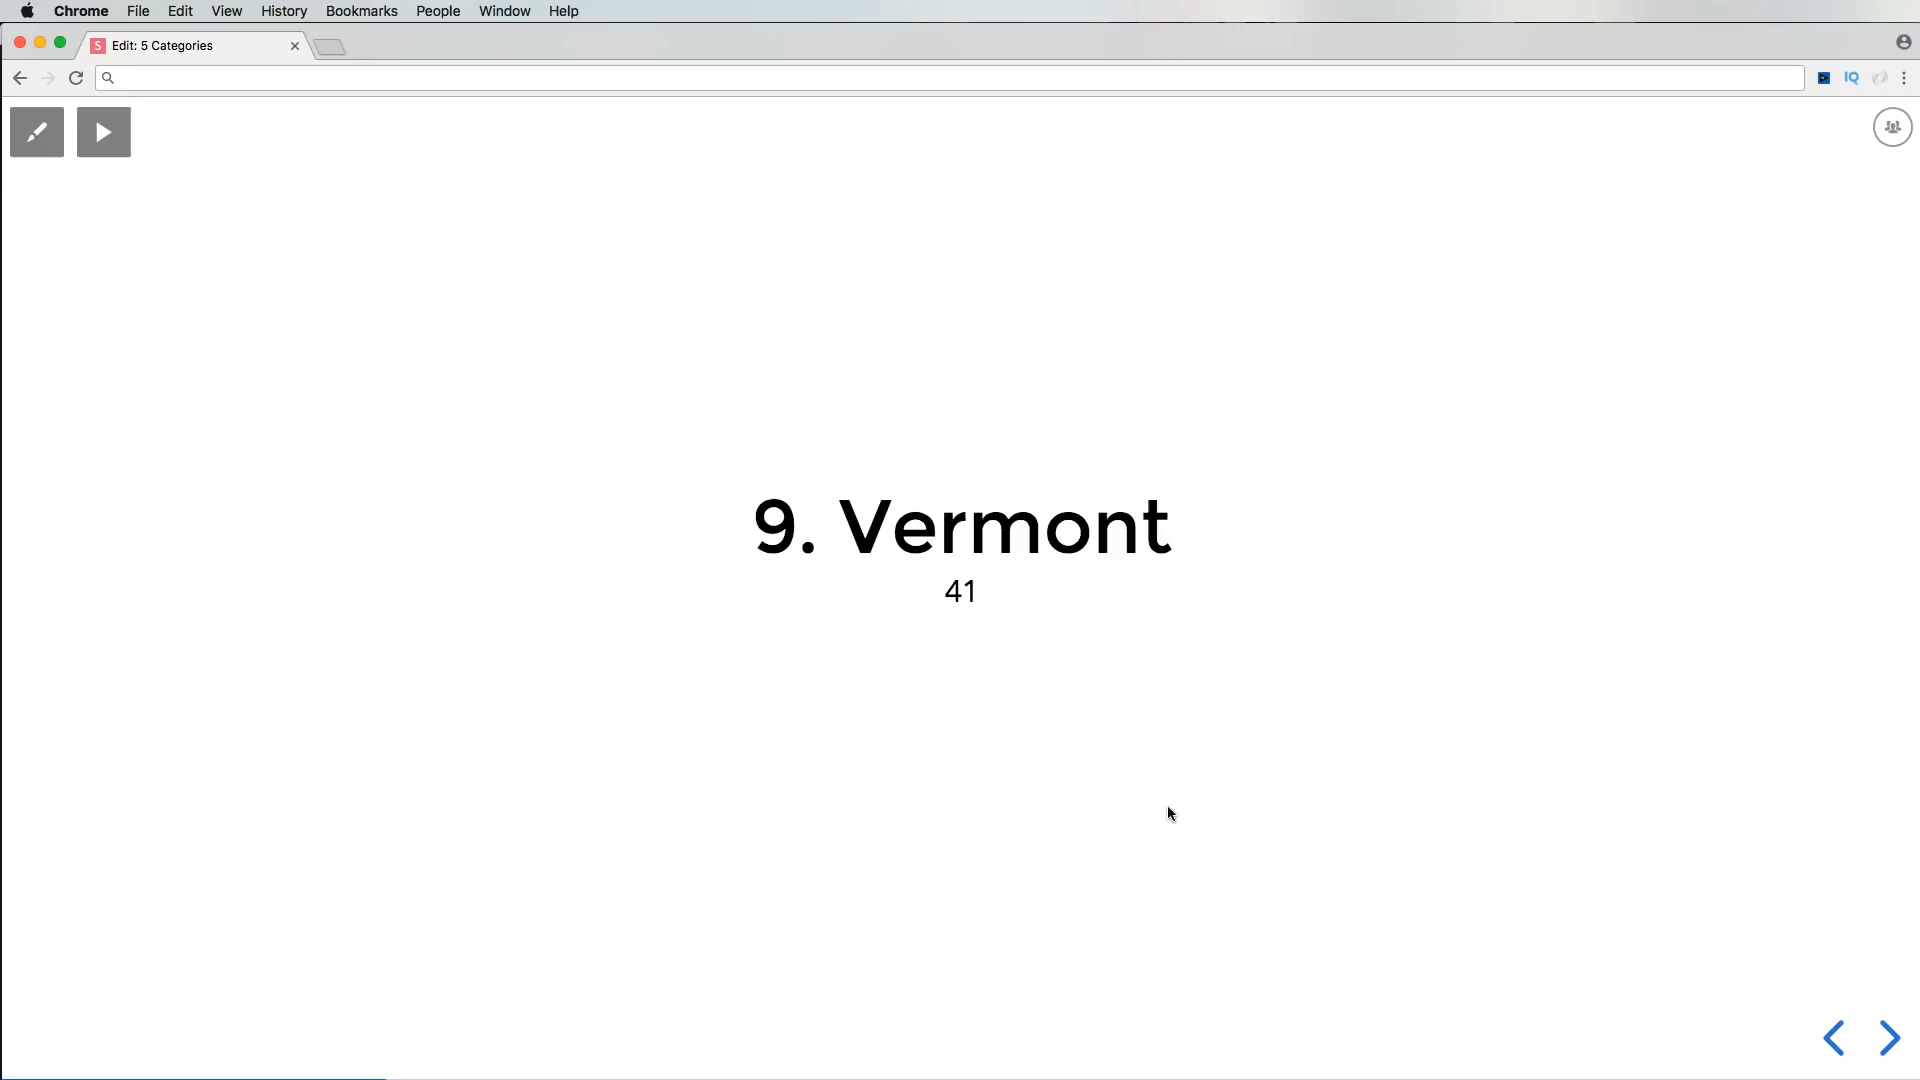 Chrome File Edit View History Bookmarks People Window Help
S Edit: 5 Categories
IQ
9. Vermont
41